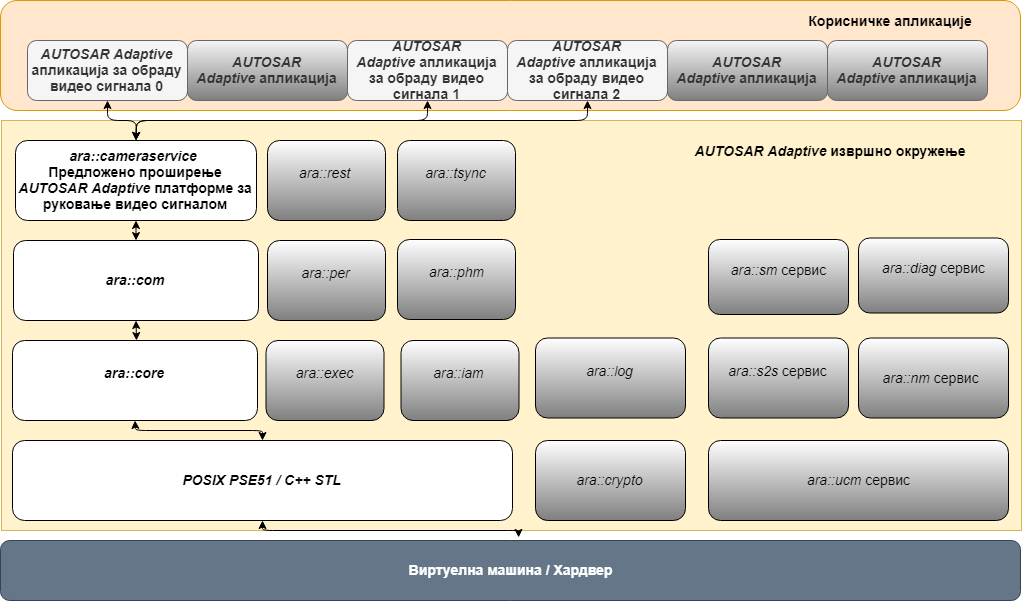 Корисничке апликације
AUTOSAR Adaptive
апликација за обраду
видео сигнала 0
AUTOSAR
Adaptive апликација
AUTOSAR
Adaptive апликација
за обраду видео
сигнала 1
AUTOSAR
Adaptive апликација
за обраду видео
сигнала 2
AUTOSAR
Adaptive апликација
AUTOSAR
Adaptive апликација
AUTOSAR Adaptive извршно окружење
ara::cameraservice
Предложено проширење
AUTOSAR Adaptive платформе за
руковање видео сигналом
ara::rest
ara::tsync
ara::com
ara::per
ara::phm
ara::sm сервис
ara::diag сервис
ara::core
ara::exec
ara::iam
ara::log
ara::s2s сервис
ara::nm сервис
POSIX PSE51 / C++ STL
ara::crypto
ara::ucm сервис
Виртуелна машина / Хардвер